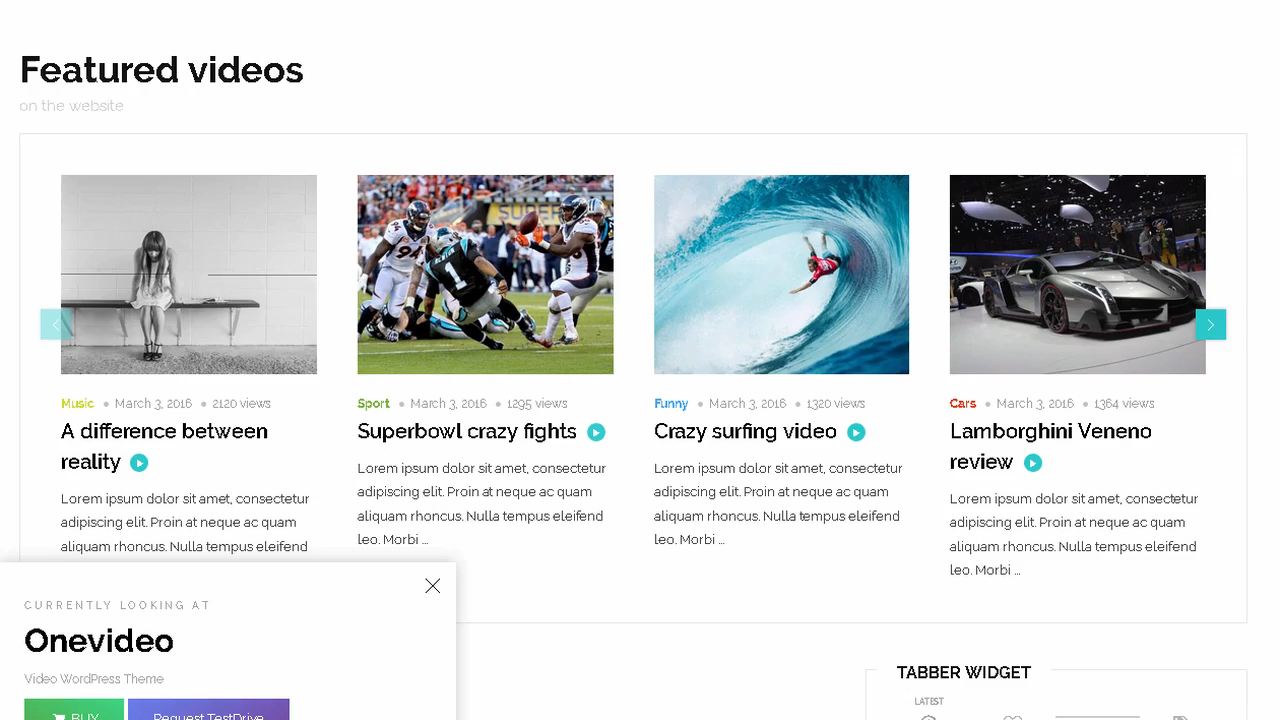 Featured videos
on the website
Music • March 3, 2016 • 2120 views
A difference between
reality
Lorem ipsum dolor sit amet, consectetur
adipiscing elit. Proin at neque ac quam
aliquam rhoncus. Nulla tempus eleifend
Sport • March 3, 2016 • 1295 views
Superbowl crazy fights
Lorem ipsum dolor sit amet, consectetur
adipiscing elit. Proin at neque ac quam
aliquam rhoncus. Nulla tempus eleifend
leo. Morbi ...
Funny • March 3, 2016 • 1320 views
Crazy surfing video
Lorem ipsum dolor sit amet, consectetur
adipiscing elit. Proin at neque ac quam
aliquam rhoncus. Nulla tempus eleifend
leo. Morbi ...
Cars • March 3, 2016 • 1364 views
Lamborghini Veneno
review
Lorem ipsum dolor sit amet, consectetur
adipiscing elit. Proin at neque ac quam
aliquam rhoncus. Nulla tempus eleifend
leo. Morbi ...
CURRENTLY LOOKING AT
Onevideo
Video WordPress Theme
BUY
Request TestDrive
TABBER WIDGET
LATEST